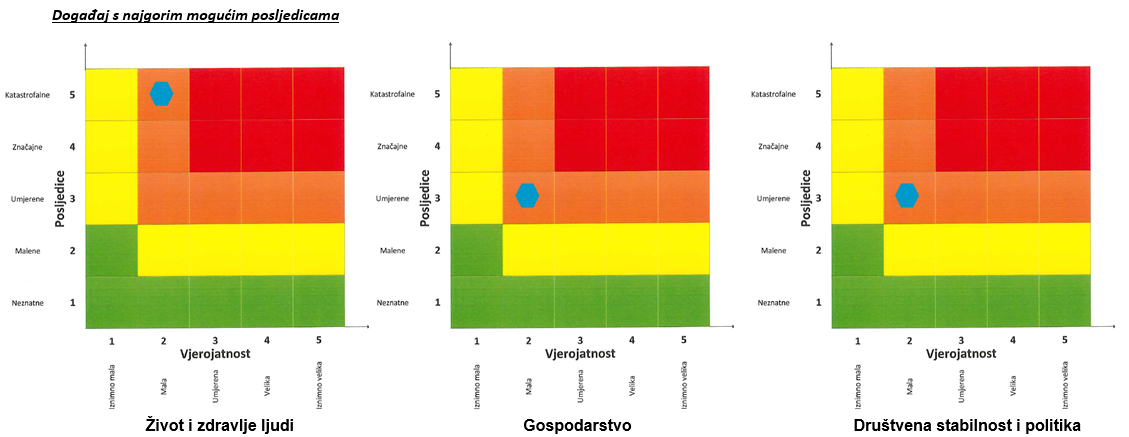 Događaj s najgorim mogućim posljedicama
Katastrofalne 5
Značajne 4
Umjerene 3
Malene 2
Neznatne 1
Posljedice
1 2 3 4 5
Vjerojatnost
Iznimno mala
Mala
Umjerena
Velika
Iznimno velika
Život i zdravlje ljudi
Katastrofalne 5
Značajne 4
Umjerene 3
Malene 2
Neznatne 1
Posljedice
1 2 3 4 5
Vjerojatnost
Iznimno mala
Mala
Umjerena
Velika
Iznimno velika
Gospodarstvo
Katastrofalne 5
Značajne 4
Umjerene 3
Malene 2
Neznatne 1
Posljedice
1 2 3 4 5
Vjerojatnost
Iznimno mala
Mala
Umjerena
Velika
Iznimno velika
Društvena stabilnost i politika